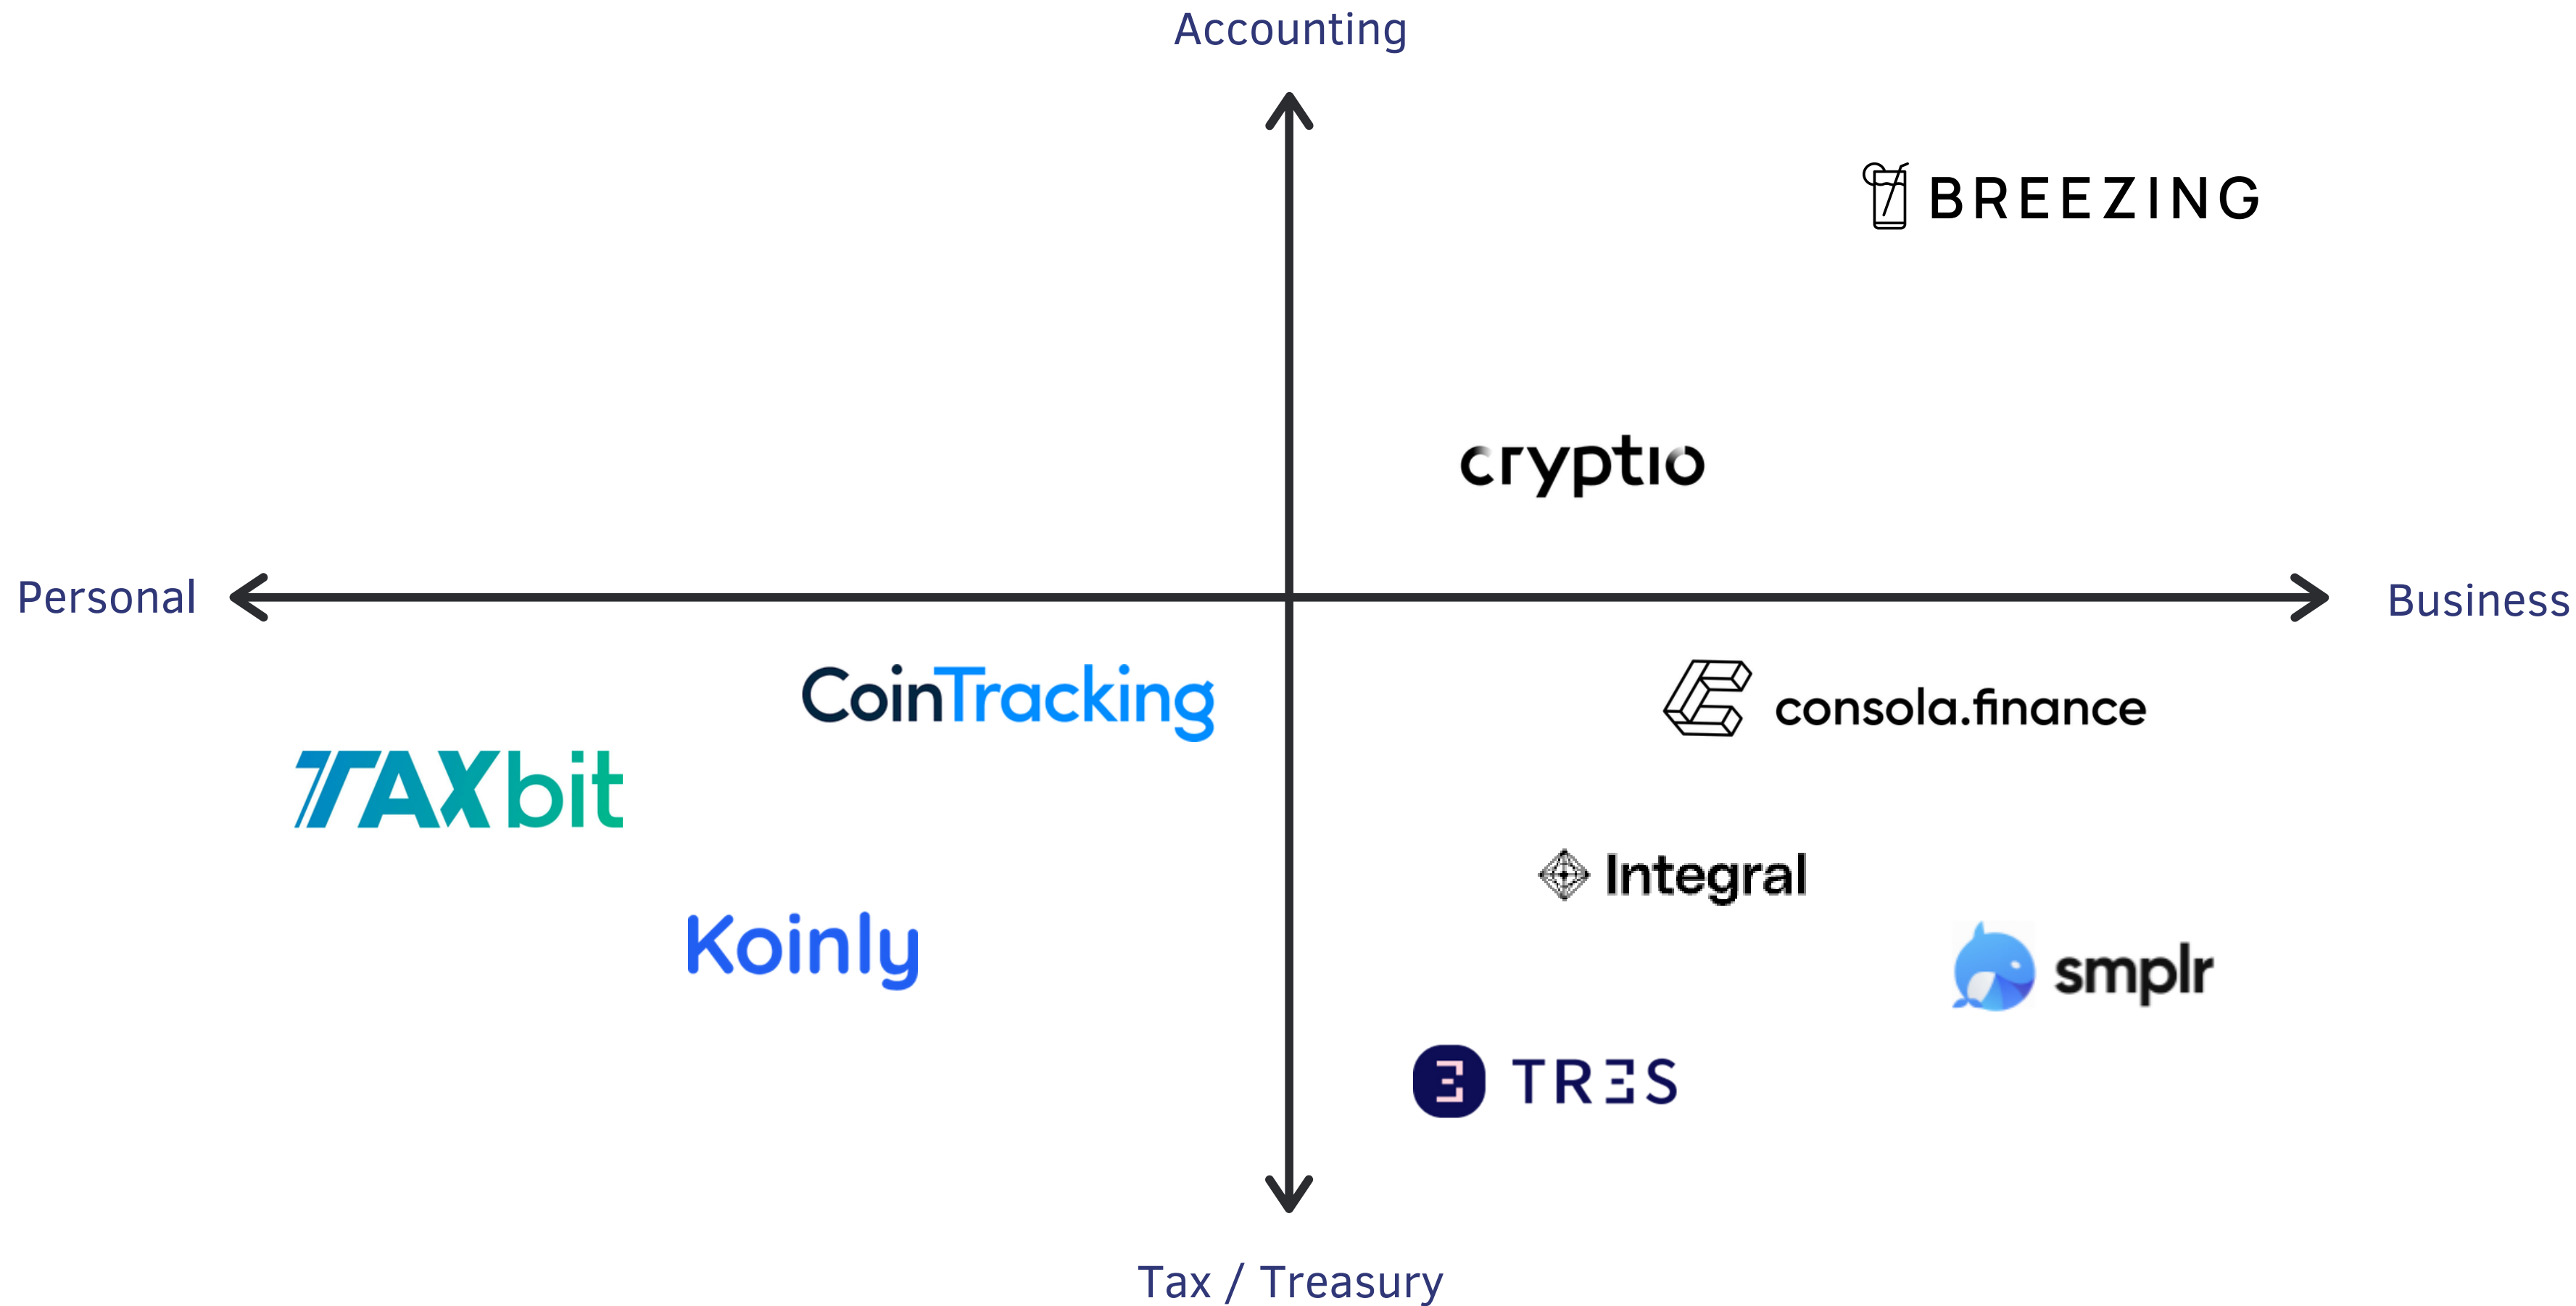 Accounting
BREEZING
cryptio
Personal
Business
CoinTracking
consola.finance
TAXbit
Integral
Koinly
smplr
TRES
Tax / Treasury